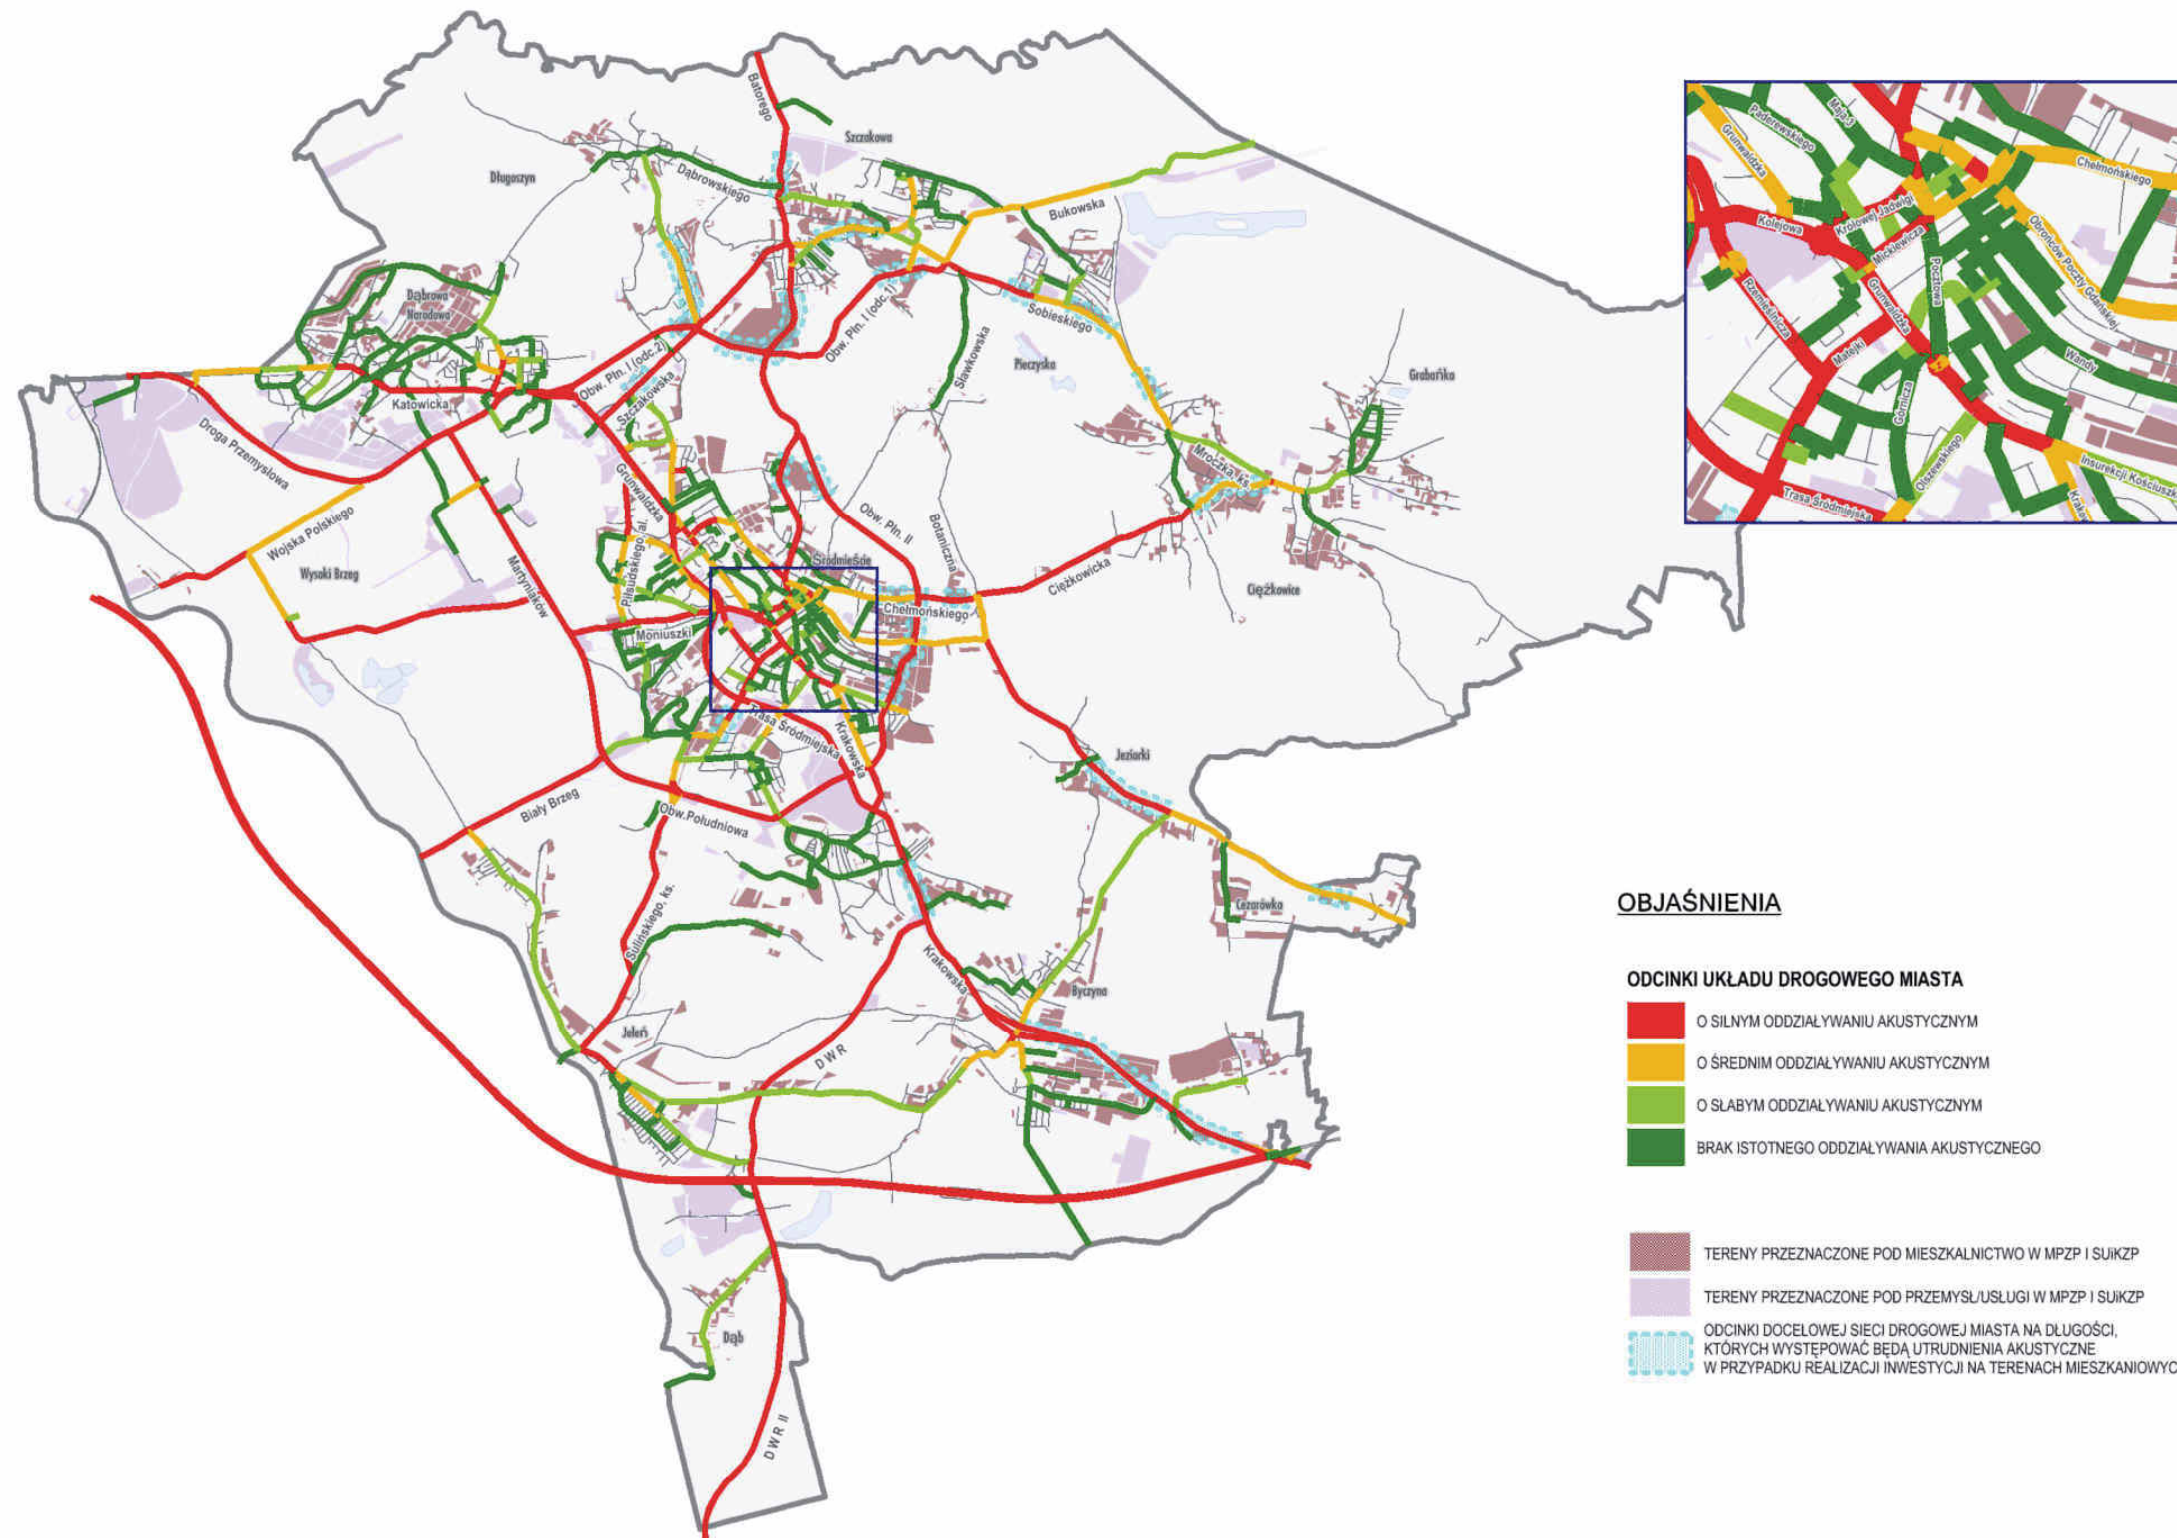 Batorego
Szczakowa
Długoszyn
Dąbrowskiego
Bukowska
Dąbrowa
Narodowa
Obw. Płn. I (odc.1)
Sobieskiego
Sławkowska
Pieczyska
Grabańka
Obw. Płn. I (odc.2)
Szczakowska
Katowicka
Droga Przemysłowa
Grunwaldzka
Mroczka, ks.
Obw. Płn. II
Botaniczna
Wojska Polskiego
Wysoki Brzeg
Martyniaków
Piłsudskiego, al.
Śródmieście
Ciężkowicka
Ciężkowice
Chełmońskiego
Moniuszki
Trasa Śródmiejska
Krakowska
Jeziorki
Biały Brzeg
Obw.Południowa
Sulińskiego, ks.
Cezarówka
Krakowska
Byczyna
Jeleń
DWR
Dąb
DWR II
Paderewskiego
Maja 3
Grunwaldzka
Chełmońskiego
Kolejowa
Królowej Jadwigi
Mickiewicza
Obrońców Poczty Gdańskiej
Pocztowa
Rzemieślnicza
Grunwaldzka
Matejki
Wandy
Górnicza
Olszewskiego
Insurekcji Kościuszk
Trasa Śródmiejska
Krakow
OBJAŚNIENIA
ODCINKI UKŁADU DROGOWEGO MIASTA
O SILNYM ODDZIAŁYWANIU AKUSTYCZNYM
O ŚREDNIM ODDZIAŁYWANIU AKUSTYCZNYM
O SŁABYM ODDZIAŁYWANIU AKUSTYCZNYM
BRAK ISTOTNEGO ODDZIAŁYWANIA AKUSTYCZNEGO
TERENY PRZEZNACZONE POD MIESZKALNICTWO W MPZP I SUiKZP
TERENY PRZEZNACZONE POD PRZEMYSŁ/USŁUGI W MPZP I SUiKZP
ODCINKI DOCELOWEJ SIECI DROGOWEJ MIASTA NA DŁUGOŚCI,
KTÓRYCH WYSTĘPOWAĆ BĘDĄ UTRUDNIENIA AKUSTYCZNE
W PRZYPADKU REALIZACJI INWESTYCJI NA TERENACH MIESZKANIOWYC